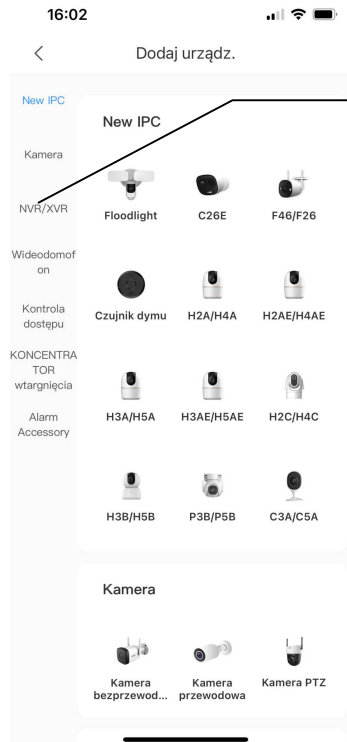 16:02
Dodaj urządz.
New IPC
Kamera
NVR/XVR
Wideodomof
on
Kontrola
dostępu
KONCENTRA
TOR
wtargnięcia
Alarm
Accessory
New IPC
Floodlight
C26E
F46/F26
Czujnik dymu
H2A/H4A
H2AE/H4AE
H3A/H5A
H3AE/H5AE
H2C/H4C
H3B/H5B
P3B/P5B
C3A/C5A
Kamera
Kamera
bezprzewod...
Kamera
przewodowa
Kamera PTZ